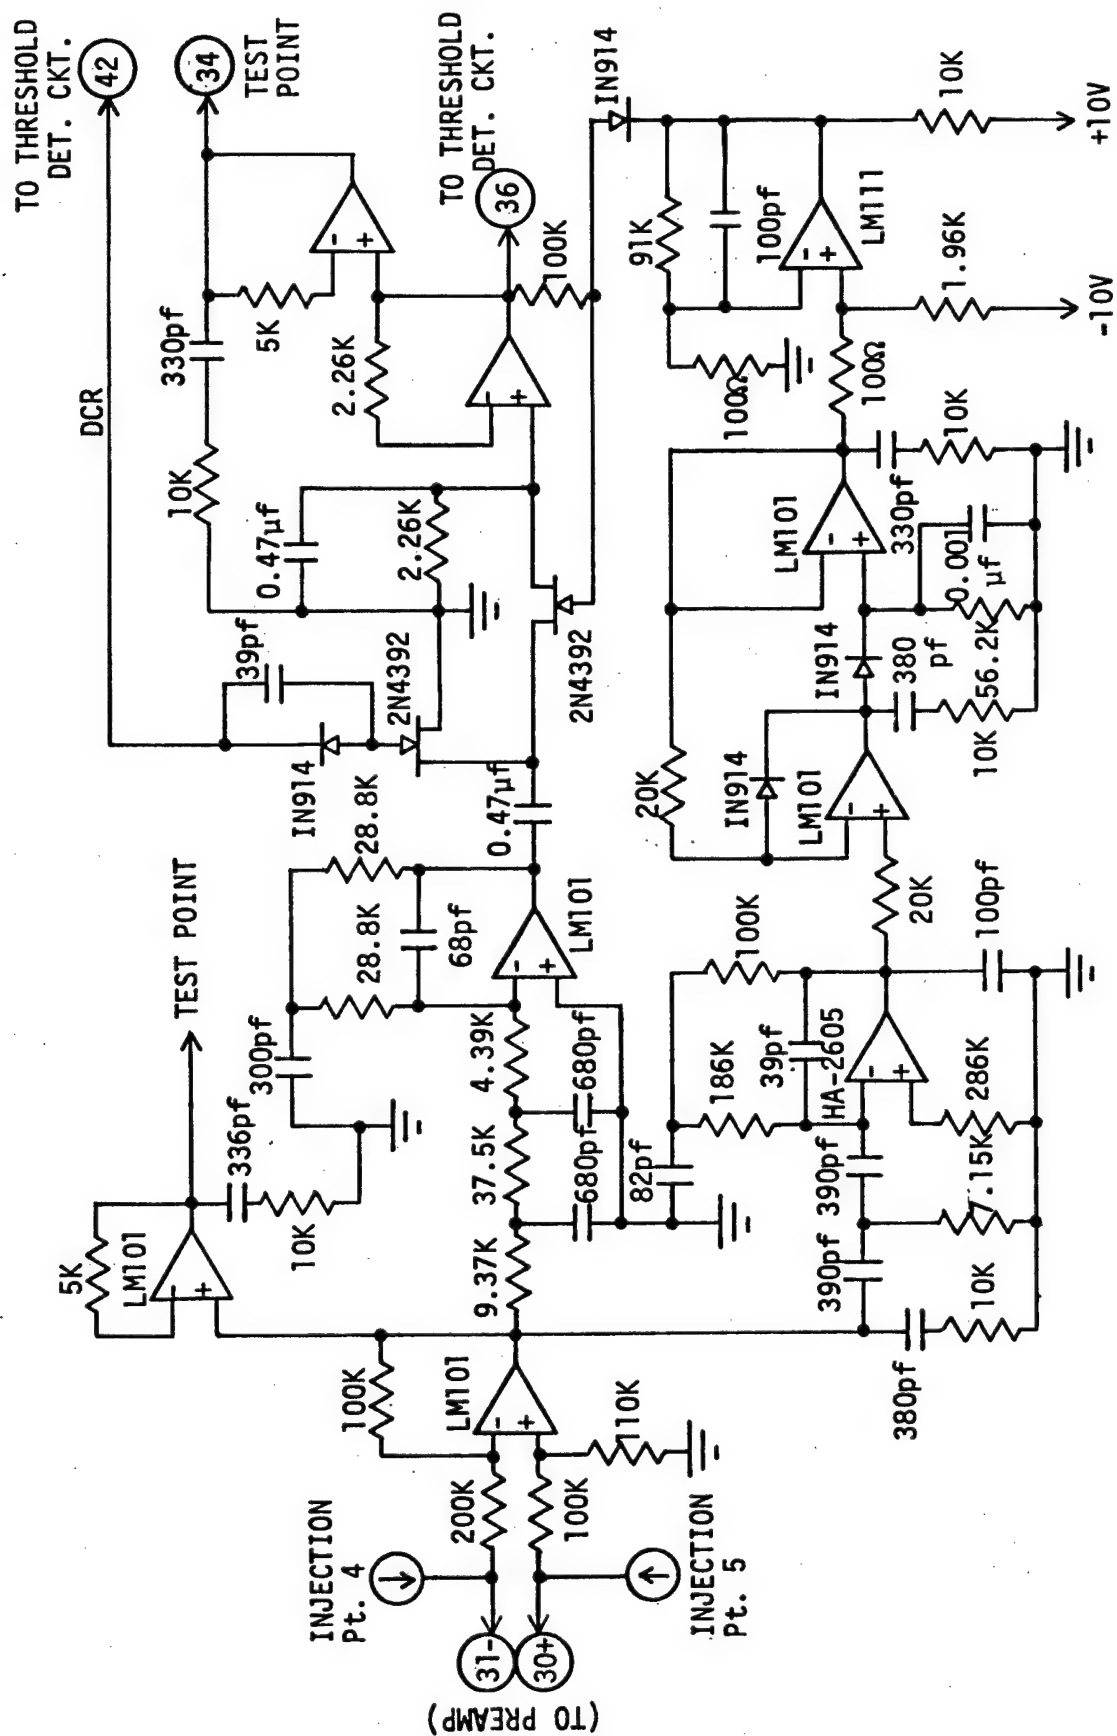 (TO PREAMP)
31-
30+
INJECTION
Pt. 4
INJECTION
Pt. 5
200K
100K
100K
110K
LM101
-
+
5K
LM101
-
+
TEST POINT
336pf
10K
300pf
9.37K
37.5K
4.39K
680pf
680pf
28.8K
28.8K
68pf
LM101
-
+
0.47µf
IN914
39pf
2N4392
2N4392
DCR
TO THRESHOLD
DET. CKT.
42
34
TEST
POINT
10K
330pf
5K
-
+
0.47µf
2.26K
2.26K
-
+
TO THRESHOLD
DET. CKT.
36
100K
IN914
380pf
10K
390pf
390pf
7.15K
286K
82pf
186K
100K
39pf
HA-2605
-
+
100pf
20K
20K
IN914
LM101
-
+
380
pf
10K
IN914
56.2K
0.001
µf
LM101
-
+
330pf
10K
100Ω
100Ω
91K
100pf
-
+
LM111
1.96K
10K
-10V
+10V